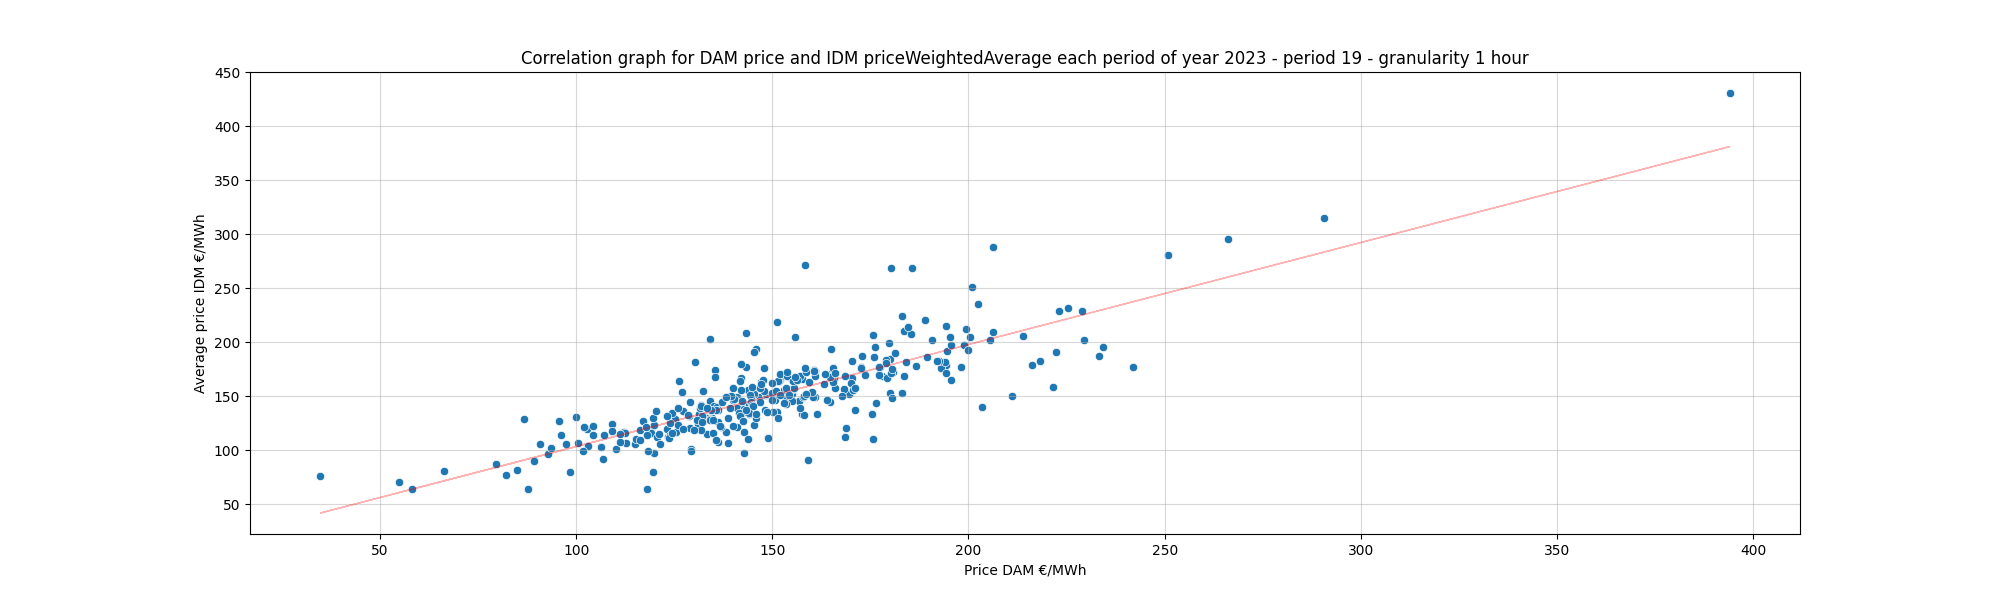 Correlation graph for DAM price and IDM priceWeightedAverage each period of year 2023 - period 19 - granularity 1 hour
450
400
350
300
250
200
150
100
50
Average price IDM €/MWh
50 100 150 200 250 300 350 400
Price DAM €/MWh